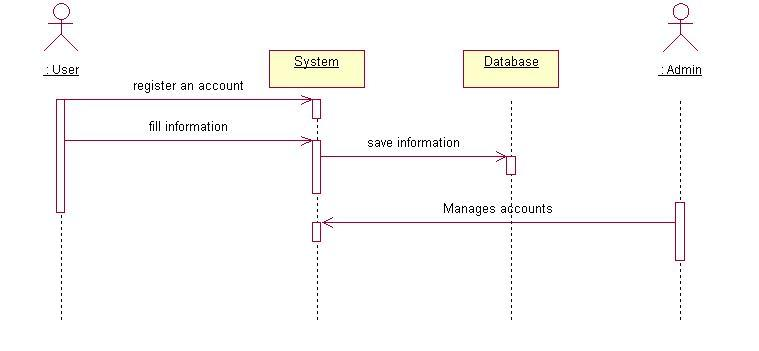 : User
System
Database
: Admin
register an account
fill information
save information
Manages accounts